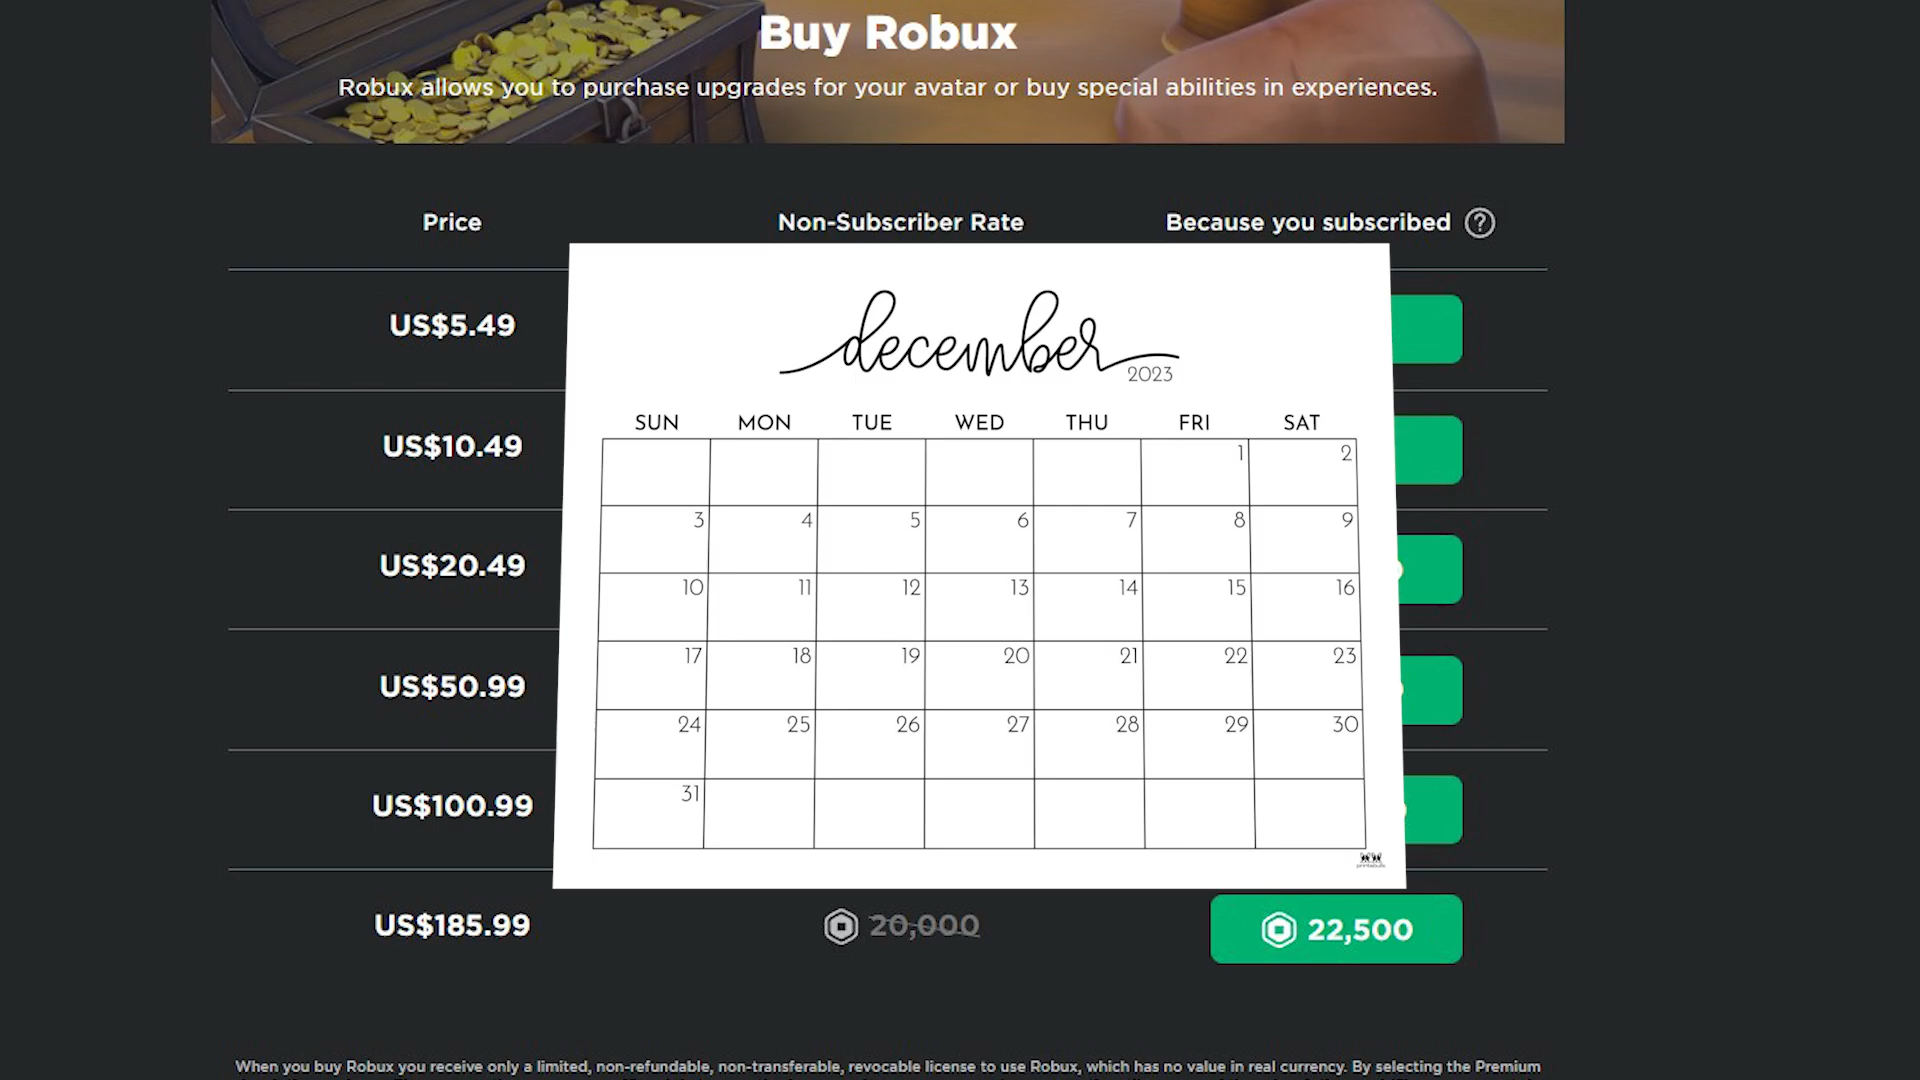 Buy Robux
Robux allows you to purchase upgrades for your avatar or buy special abilities in experiences.
Price Non-Subscriber Rate Because you subscribed ?
US$5.49
US$10.49
US$20.49
US$50.99
US$100.99
US$185.99 20,000 22,500
december
2023
SUN MON TUE WED THU FRI SAT
1 2
3 4 5 6 7 8 9
10 11 12 13 14 15 16
17 18 19 20 21 22 23
24 25 26 27 28 29 30
31
When you buy Robux you receive only a limited, non-refundable, non-transferable, revocable license to use Robux, which has no value in real currency. By selecting the Premium